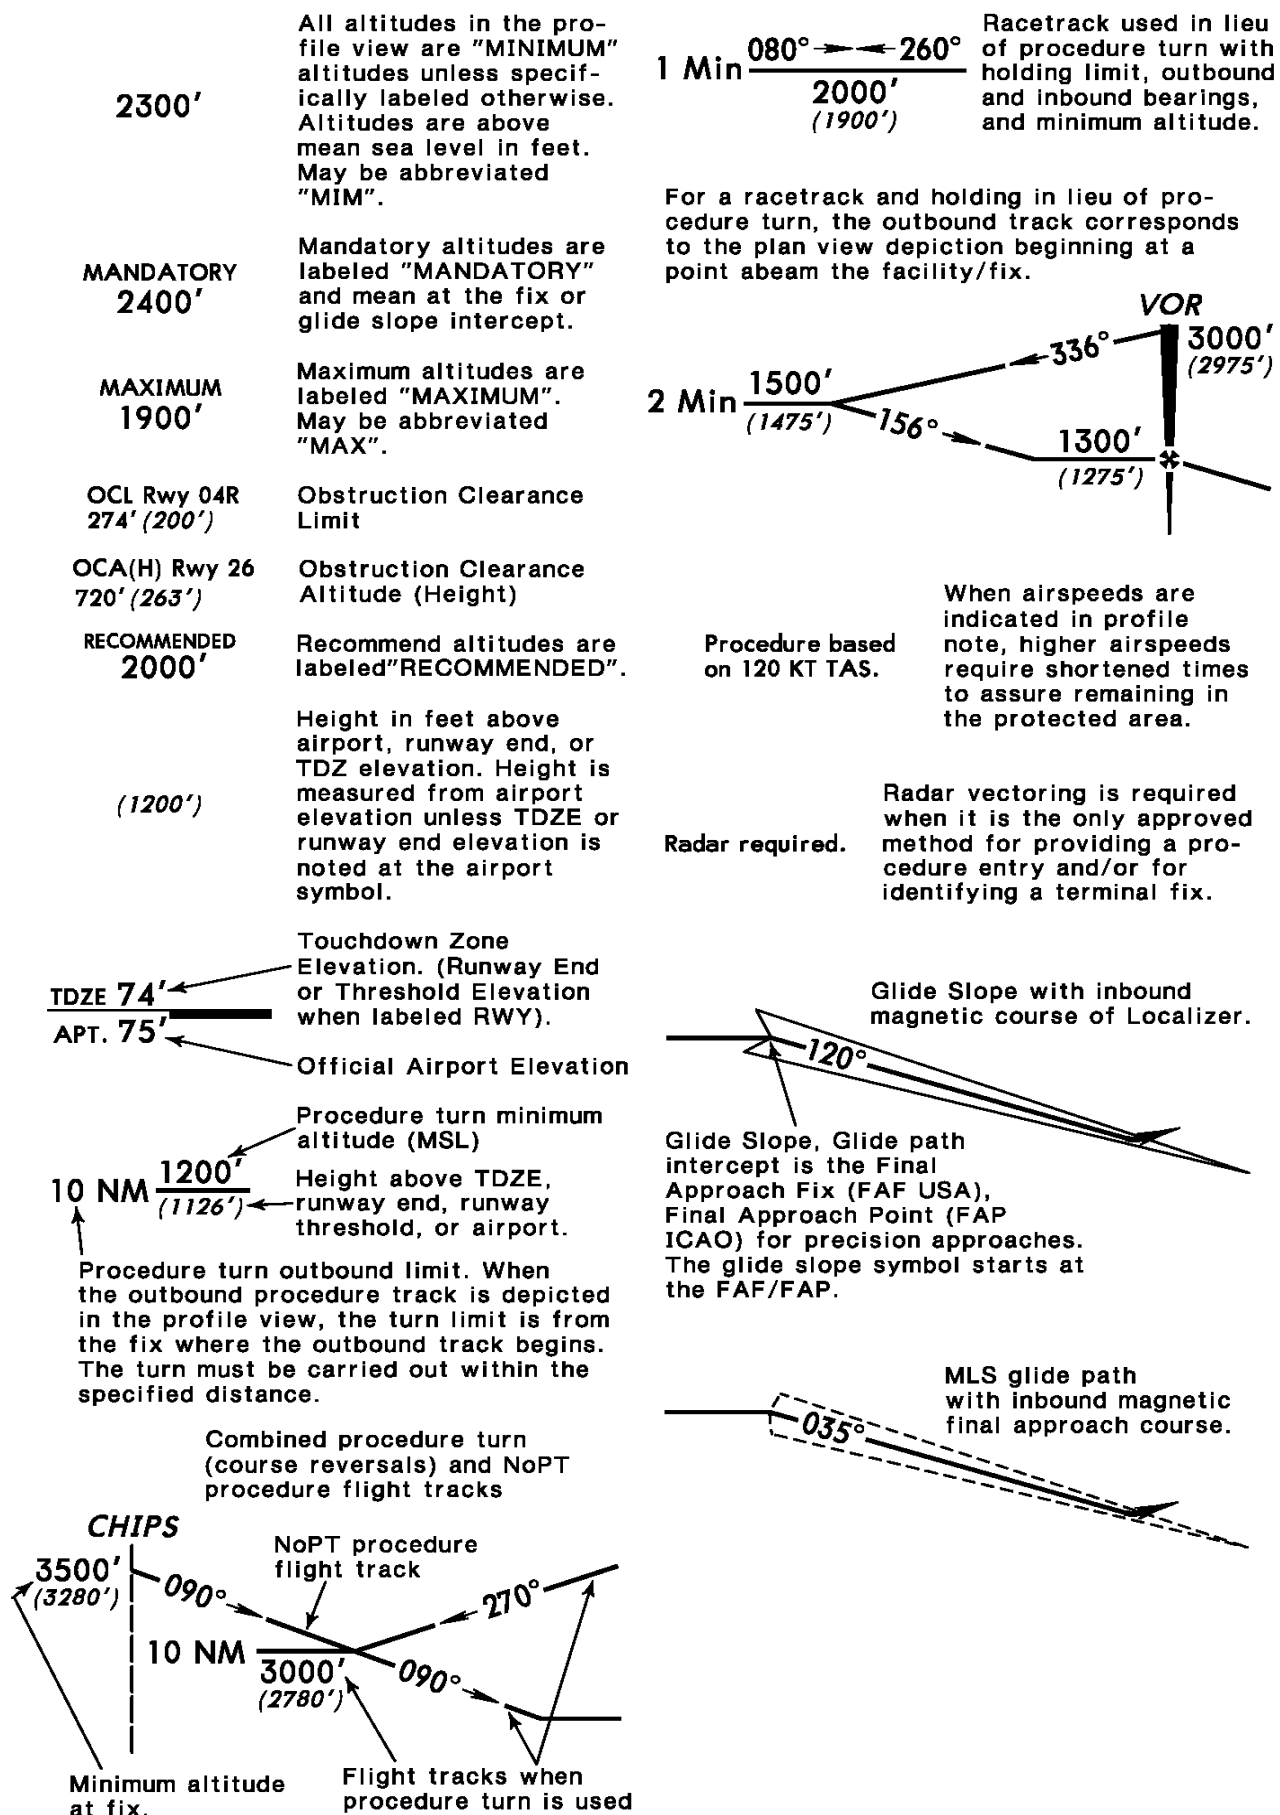 2300'
All altitudes in the pro-
file view are "MINIMUM"
altitudes unless specif-
ically labeled otherwise.
Altitudes are above
mean sea level in feet.
May be abbreviated
"MIM".
MANDATORY
2400'
Mandatory altitudes are
labeled "MANDATORY"
and mean at the fix or
glide slope intercept.
MAXIMUM
1900'
Maximum altitudes are
labeled "MAXIMUM".
May be abbreviated
"MAX".
OCL Rwy 04R
274' (200')
Obstruction Clearance
Limit
OCA(H) Rwy 26
720' (263')
Obstruction Clearance
Altitude (Height)
RECOMMENDED
2000'
Recommend altitudes are
labeled"RECOMMENDED".
(1200')
Height in feet above
airport, runway end, or
TDZ elevation. Height is
measured from airport
elevation unless TDZE or
runway end elevation is
noted at the airport
symbol.
TDZE 74'
APT. 75'
Touchdown Zone
Elevation. (Runway End
or Threshold Elevation
when labeled RWY).
Official Airport Elevation
Procedure turn minimum
altitude (MSL)
10 NM
1200'
(1126')
Height above TDZE,
runway end, runway
threshold, or airport.
Procedure turn outbound limit. When
the outbound procedure track is depicted
in the profile view, the turn limit is from
the fix where the outbound track begins.
The turn must be carried out within the
specified distance.
Combined procedure turn
(course reversals) and NoPT
procedure flight tracks
CHIPS
3500'
(3280')
090°
NoPT procedure
flight track
270°
10 NM
3000'
(2780')
090°
Minimum altitude
at fix.
Flight tracks when
procedure turn is used
1 Min
080°
260°
2000'
(1900')
Racetrack used in lieu
of procedure turn with
holding limit, outbound
and inbound bearings,
and minimum altitude.
For a racetrack and holding in lieu of pro-
cedure turn, the outbound track corresponds
to the plan view depiction beginning at a
point abeam the facility/fix.
VOR
3000'
(2975')
336°
2 Min
1500'
(1475')
156°
1300'
(1275')
Procedure based
on 120 KT TAS.
When airspeeds are
indicated in profile
note, higher airspeeds
require shortened times
to assure remaining in
the protected area.
Radar required.
Radar vectoring is required
when it is the only approved
method for providing a pro-
cedure entry and/or for
identifying a terminal fix.
Glide Slope with inbound
magnetic course of Localizer.
120°
Glide Slope, Glide path
intercept is the Final
Approach Fix (FAF USA),
Final Approach Point (FAP
ICAO) for precision approaches.
The glide slope symbol starts at
the FAF/FAP.
MLS glide path
with inbound magnetic
final approach course.
035°